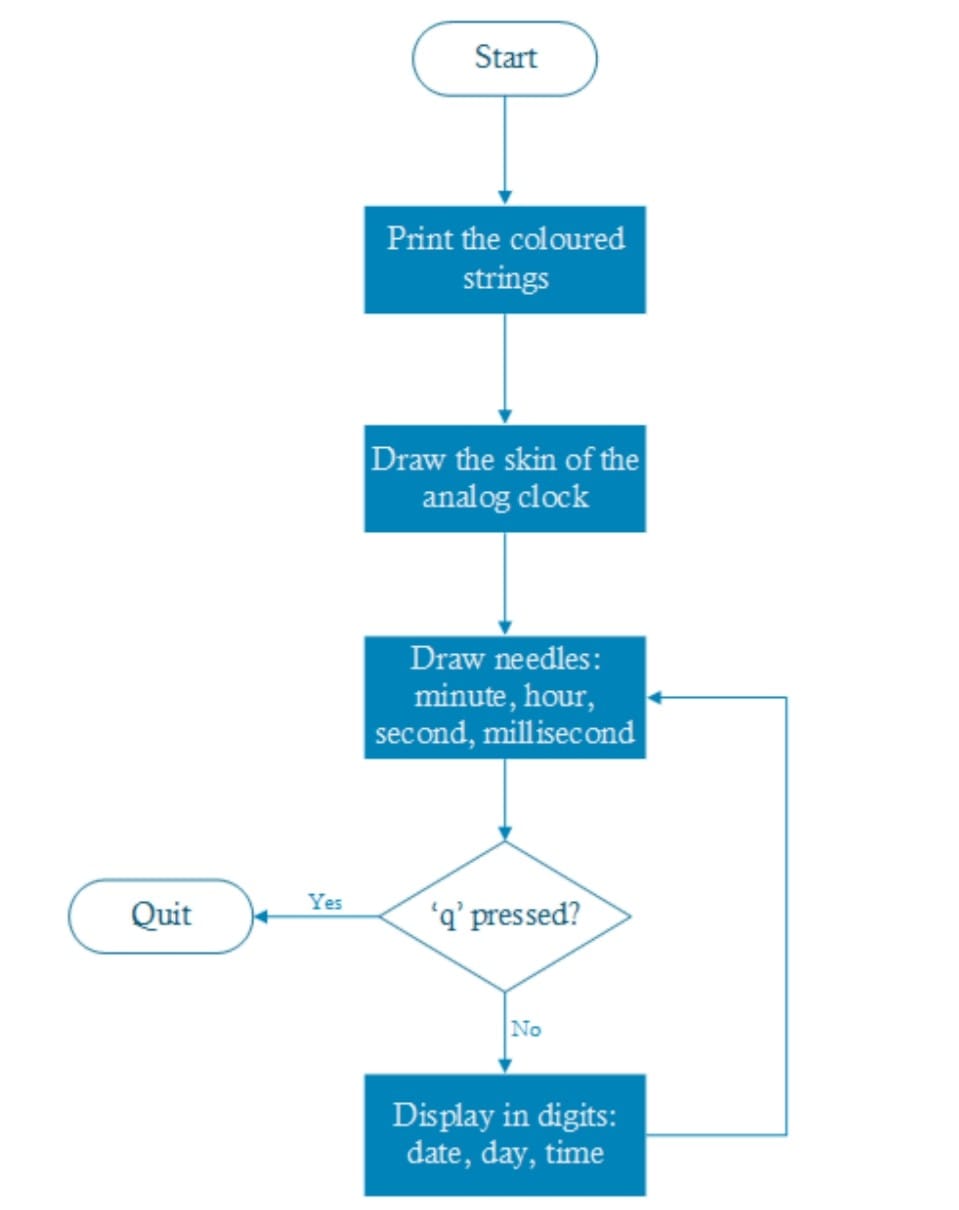 Start
Print the coloured
strings
Draw the skin of the
analog clock
Draw needles:
minute, hour,
second, millisecond
‘q’ pressed?
Yes
Quit
No
Display in digits:
date, day, time